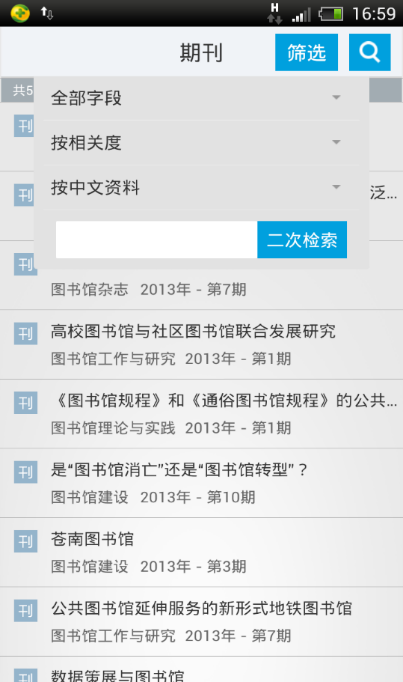 H
16:59
期刊
筛选
共5
全部字段
刊
按相关度
按中文资料
刊
泛...
二次检索
刊
图书馆杂志 2013年 - 第7期
刊
高校图书馆与社区图书馆联合发展研究
图书馆工作与研究 2013年 - 第1期
刊
《图书馆规程》和《通俗图书馆规程》的公共...
图书馆理论与实践 2013年 - 第1期
刊
是“图书馆消亡”还是“图书馆转型”？
图书馆建设 2013年 - 第10期
刊
苍南图书馆
图书馆建设 2013年 - 第3期
刊
公共图书馆延伸服务的新形式地铁图书馆
图书馆工作与研究 2013年 - 第7期
刊
数据策展与图书馆